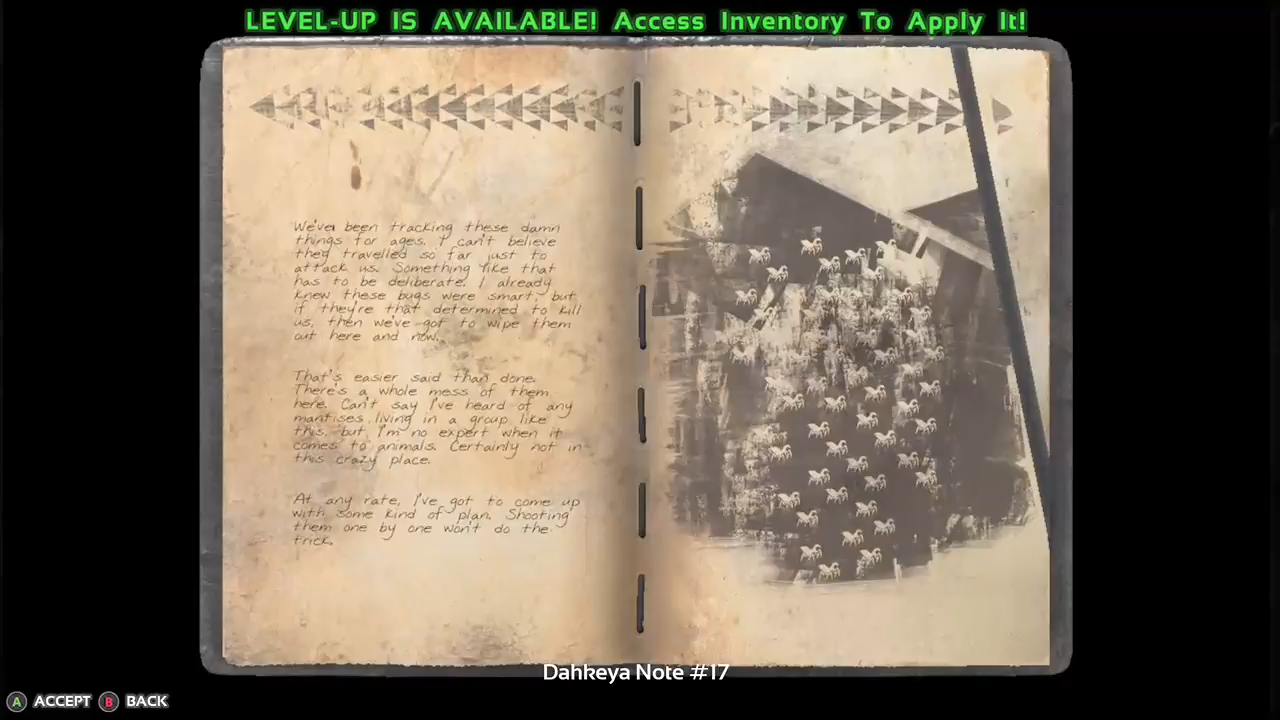 LEVEL-UP IS AVAILABLE! Access Inventory To Apply It!
We've been tracking these damn
things for ages. I can't believe
they travelled so far just to
attack us. Something like that
has to be deliberate. I already
knew these bugs were smart, but
if they're that determined to kill
us, then we've got to wipe them
out here and now.
That's easier said than done.
There's a whole mess of them
here. Can't say I've heard of any
mantises living in a group like
this, but I'm no expert when it
comes to animals. Certainly not in
this crazy place.
At any rate, I've got to come up
with some kind of plan. Shooting
them one by one won't do the
trick.
Dahkeya Note #17
A ACCEPT B BACK